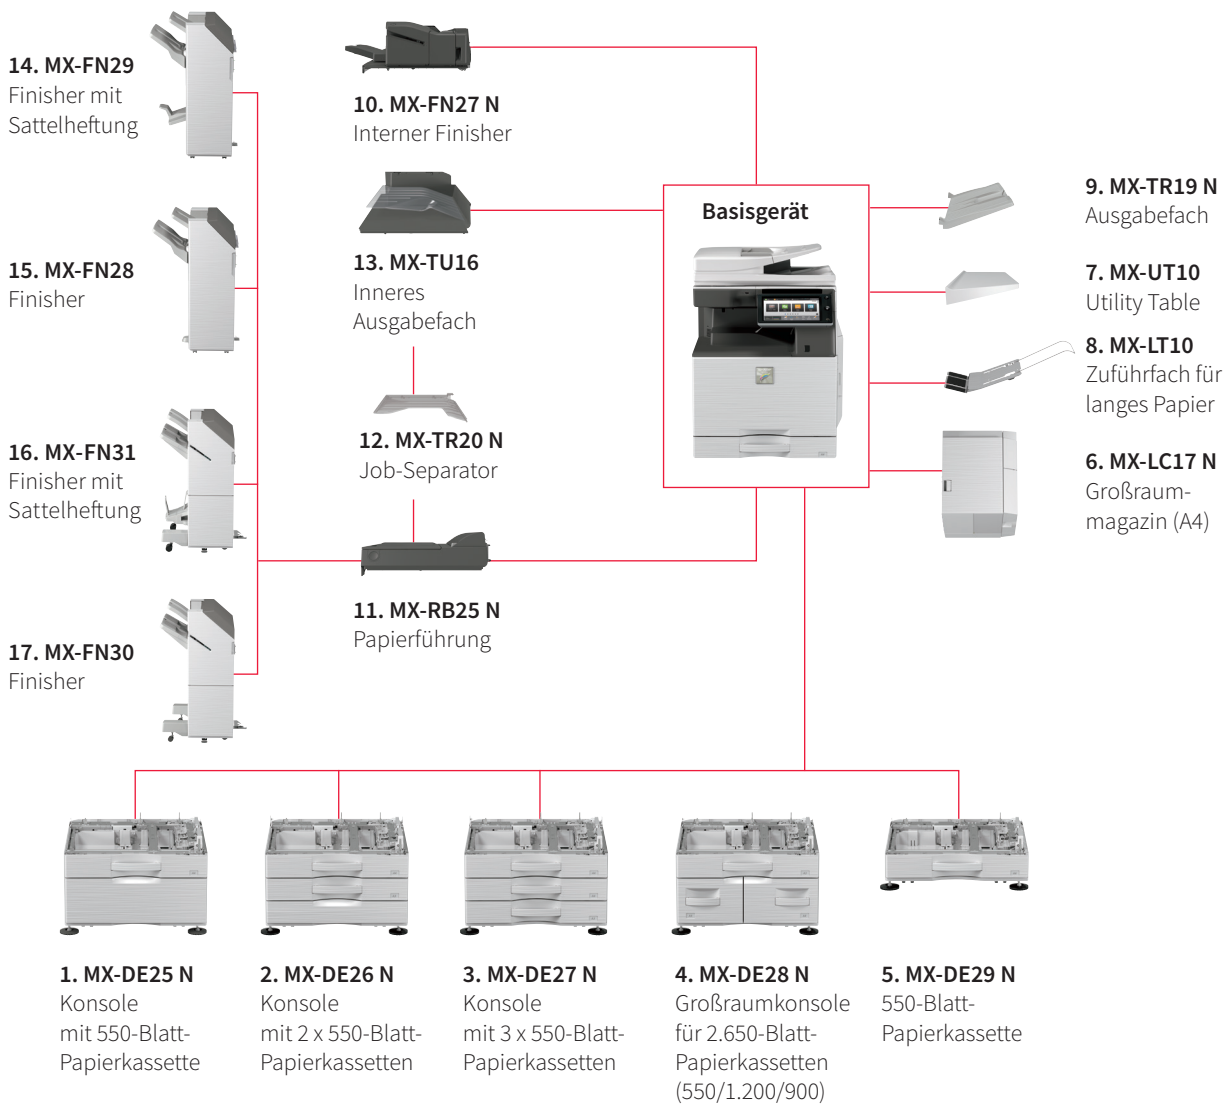 14. MX-FN29
Finisher mit
Sattelheftung
10. MX-FN27 N
Interner Finisher
15. MX-FN28
Finisher
13. MX-TU16
Inneres
Ausgabefach
16. MX-FN31
Finisher mit
Sattelheftung
12. MX-TR20 N
Job-Separator
17. MX-FN30
Finisher
11. MX-RB25 N
Papierführung
Basisgerät
9. MX-TR19 N
Ausgabefach
7. MX-UT10
Utility Table
8. MX-LT10
Zuführfach für
langes Papier
6. MX-LC17 N
Großraum-
magazin (A4)
1. MX-DE25 N
Konsole
mit 550-Blatt-
Papierkassette
2. MX-DE26 N
Konsole
mit 2 x 550-Blatt-
Papierkassetten
3. MX-DE27 N
Konsole
mit 3 x 550-Blatt-
Papierkassetten
4. MX-DE28 N
Großraumkonsole
für 2.650-Blatt-
Papierkassetten
(550/1.200/900)
5. MX-DE29 N
550-Blatt-
Papierkassette